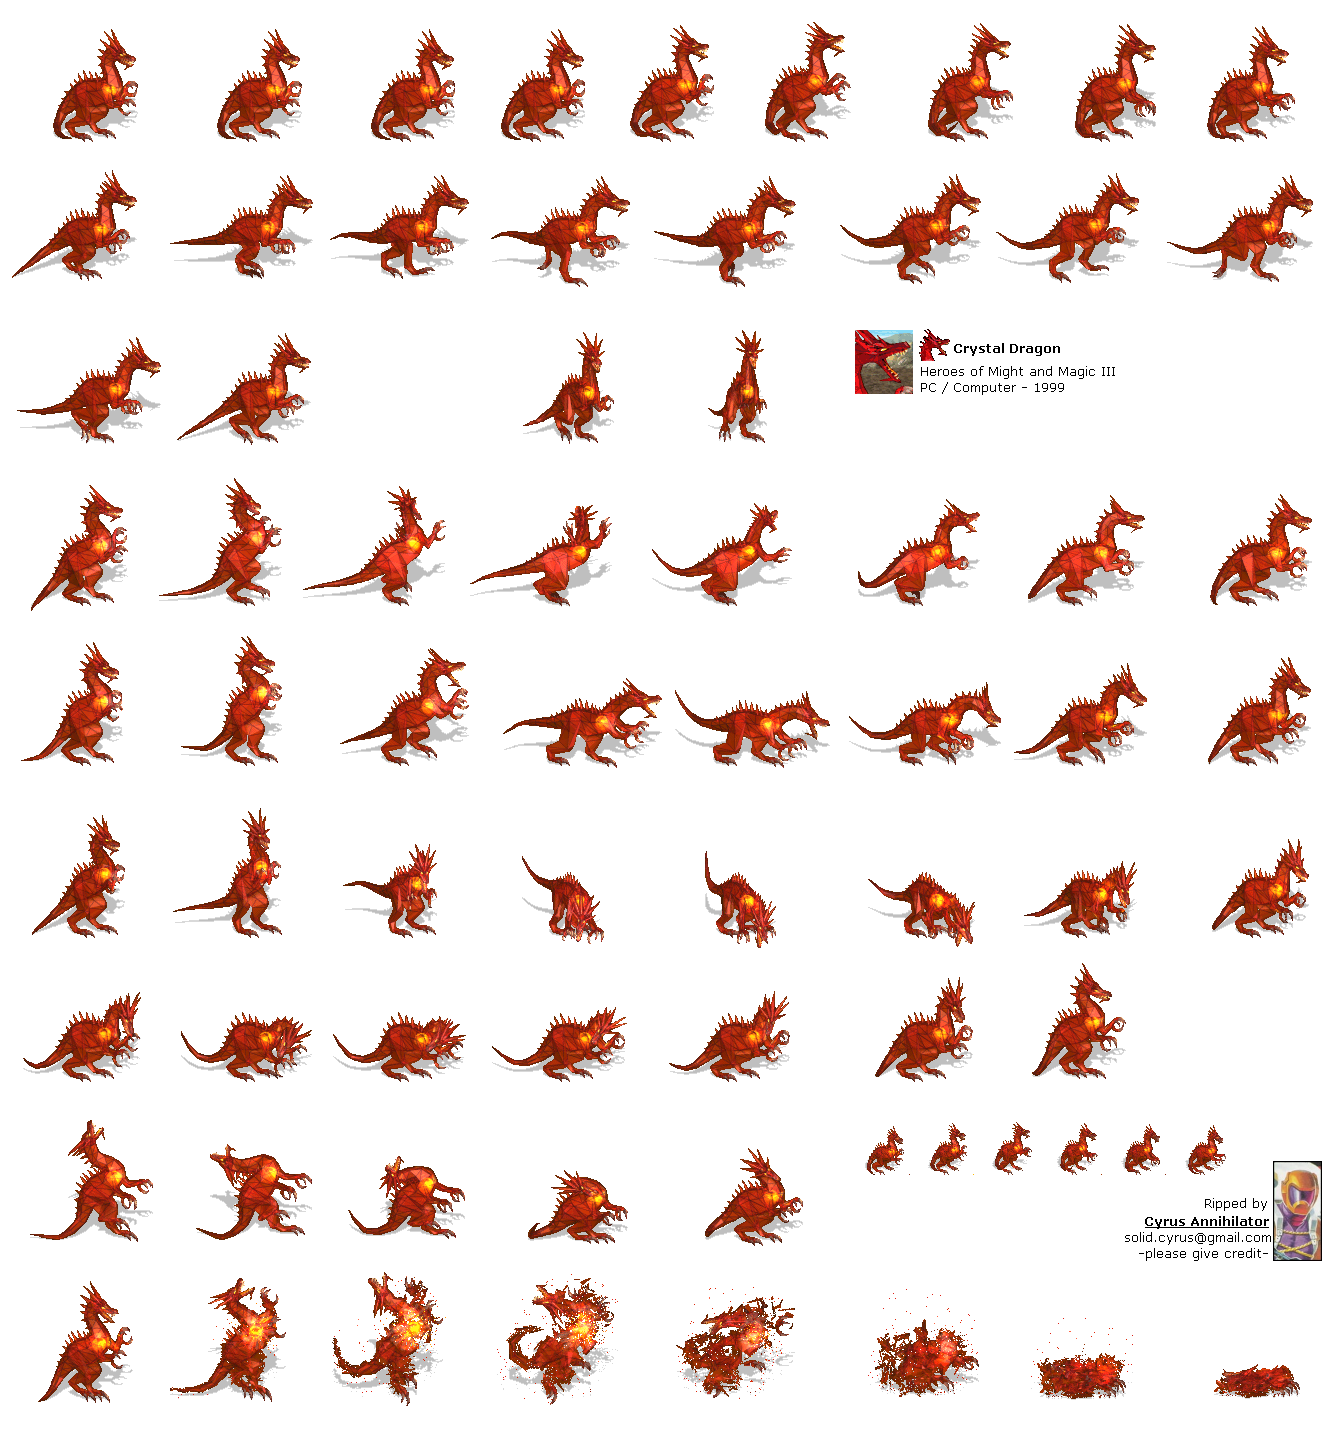 Crystal Dragon
Heroes of Might and Magic III
PC / Computer - 1999
Ripped by
Cyrus Annihilator
solid.cyrus@gmail.com
-please give credit-